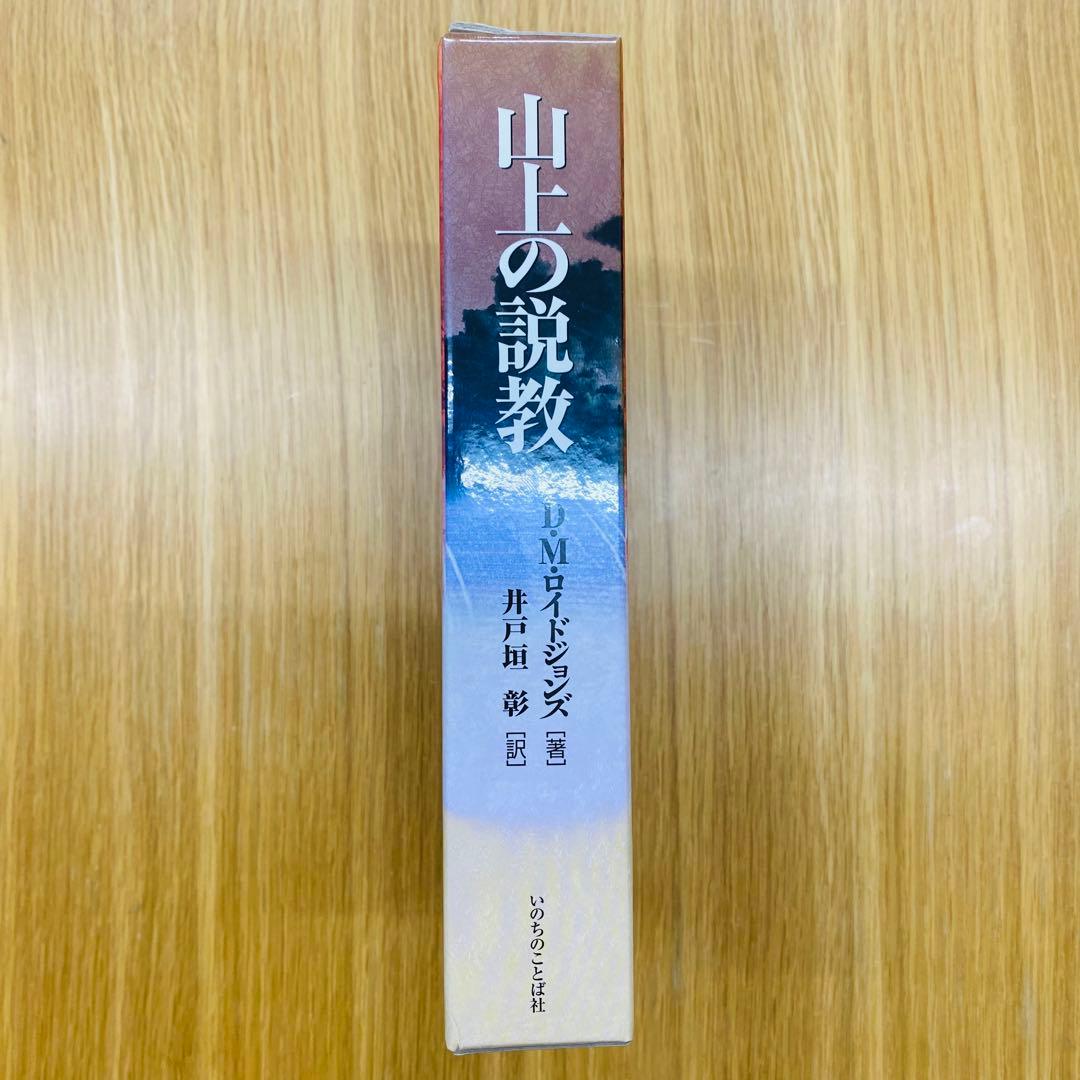 山上の説教
D・M・ロイドジョンズ［著］
井戸垣 彰［訳］
いのちのことば社